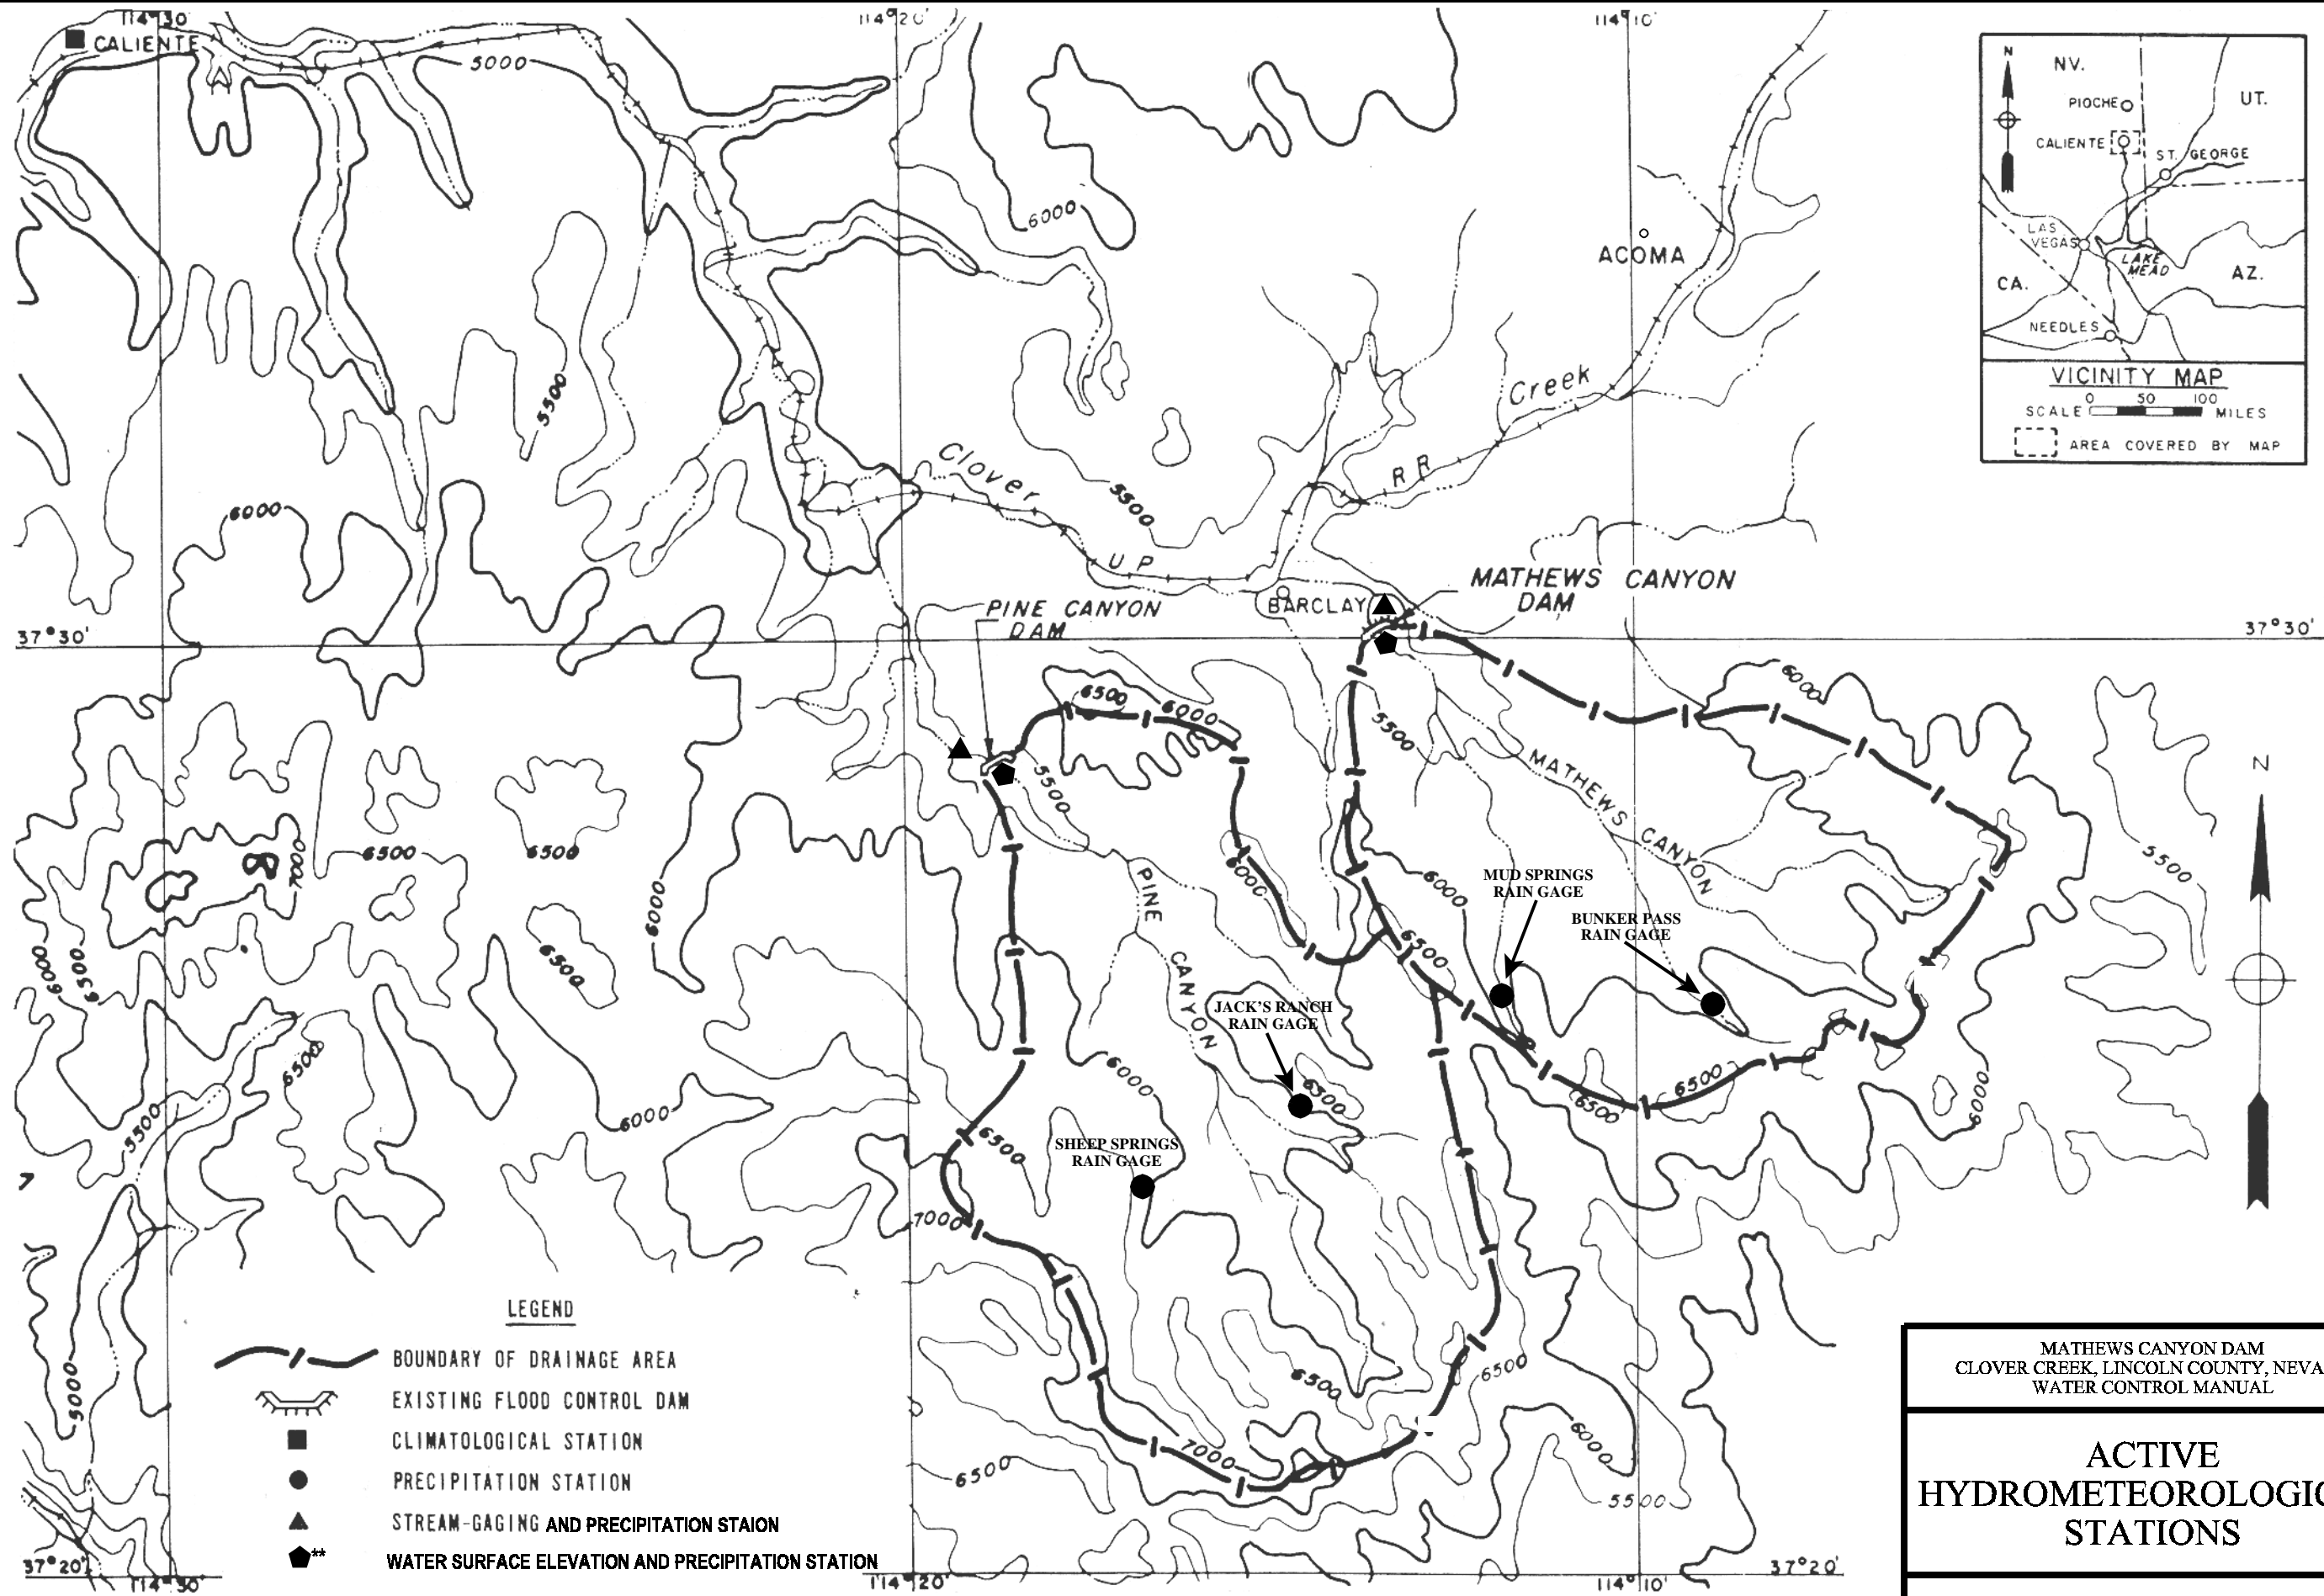 114°30'
114°20'
114°10'
CALIENTE
5000
6000
ACOMA
5500
Creek
Clover
RR
5500
6000
UP
MATHEWS CANYON
DAM
BARCLAY
PINE CANYON
DAM
37°30'
37°30'
6500
6000
6000
5500
5500
MATHEWS CANYON
5500
7000
6500
6500
6000
6000
6000
PINE CANYON
MUD SPRINGS
RAIN GAGE
BUNKER PASS
RAIN GAGE
6500
6000
6500
6500
JACK'S RANCH
RAIN GAGE
6500
6000
5500
6000
6500
6500
6500
6500
6000
SHEEP SPRINGS
RAIN GAGE
7000
5000
6500
6500
7000
6500
6000
5500
37°20'
114°30'
114°20'
114°10'
37°20'
N
NV.
PIOCHE
UT.
CALIENTE
ST. GEORGE
LAS
VEGAS
LAKE
MEAD
AZ.
CA.
NEEDLES
VICINITY MAP
0 50 100
SCALE MILES
AREA COVERED BY MAP
N
LEGEND
BOUNDARY OF DRAINAGE AREA
EXISTING FLOOD CONTROL DAM
CLIMATOLOGICAL STATION
PRECIPITATION STATION
STREAM-GAGING AND PRECIPITATION STAION
** WATER SURFACE ELEVATION AND PRECIPITATION STATION
MATHEWS CANYON DAM
CLOVER CREEK, LINCOLN COUNTY, NEVA
WATER CONTROL MANUAL
ACTIVE
HYDROMETEOROLOGIC
STATIONS